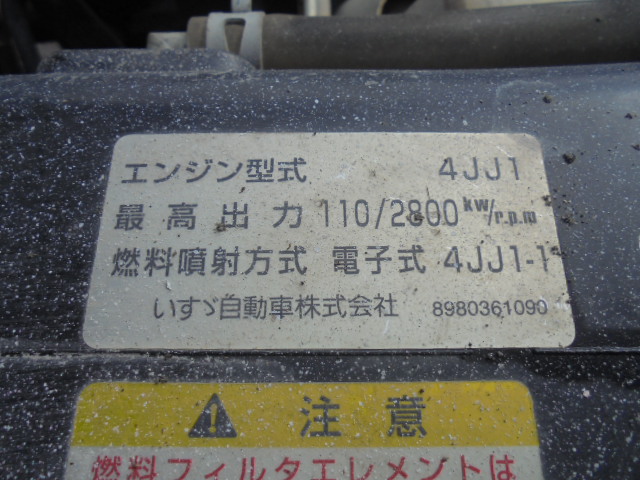 エンジン型式 4JJ1
最高出力 110/2800 kW/r.p.m
燃料噴射方式 電子式 4JJ1-1
いすゞ自動車株式会社 8980361090
注意
燃料フィルタエレメントは